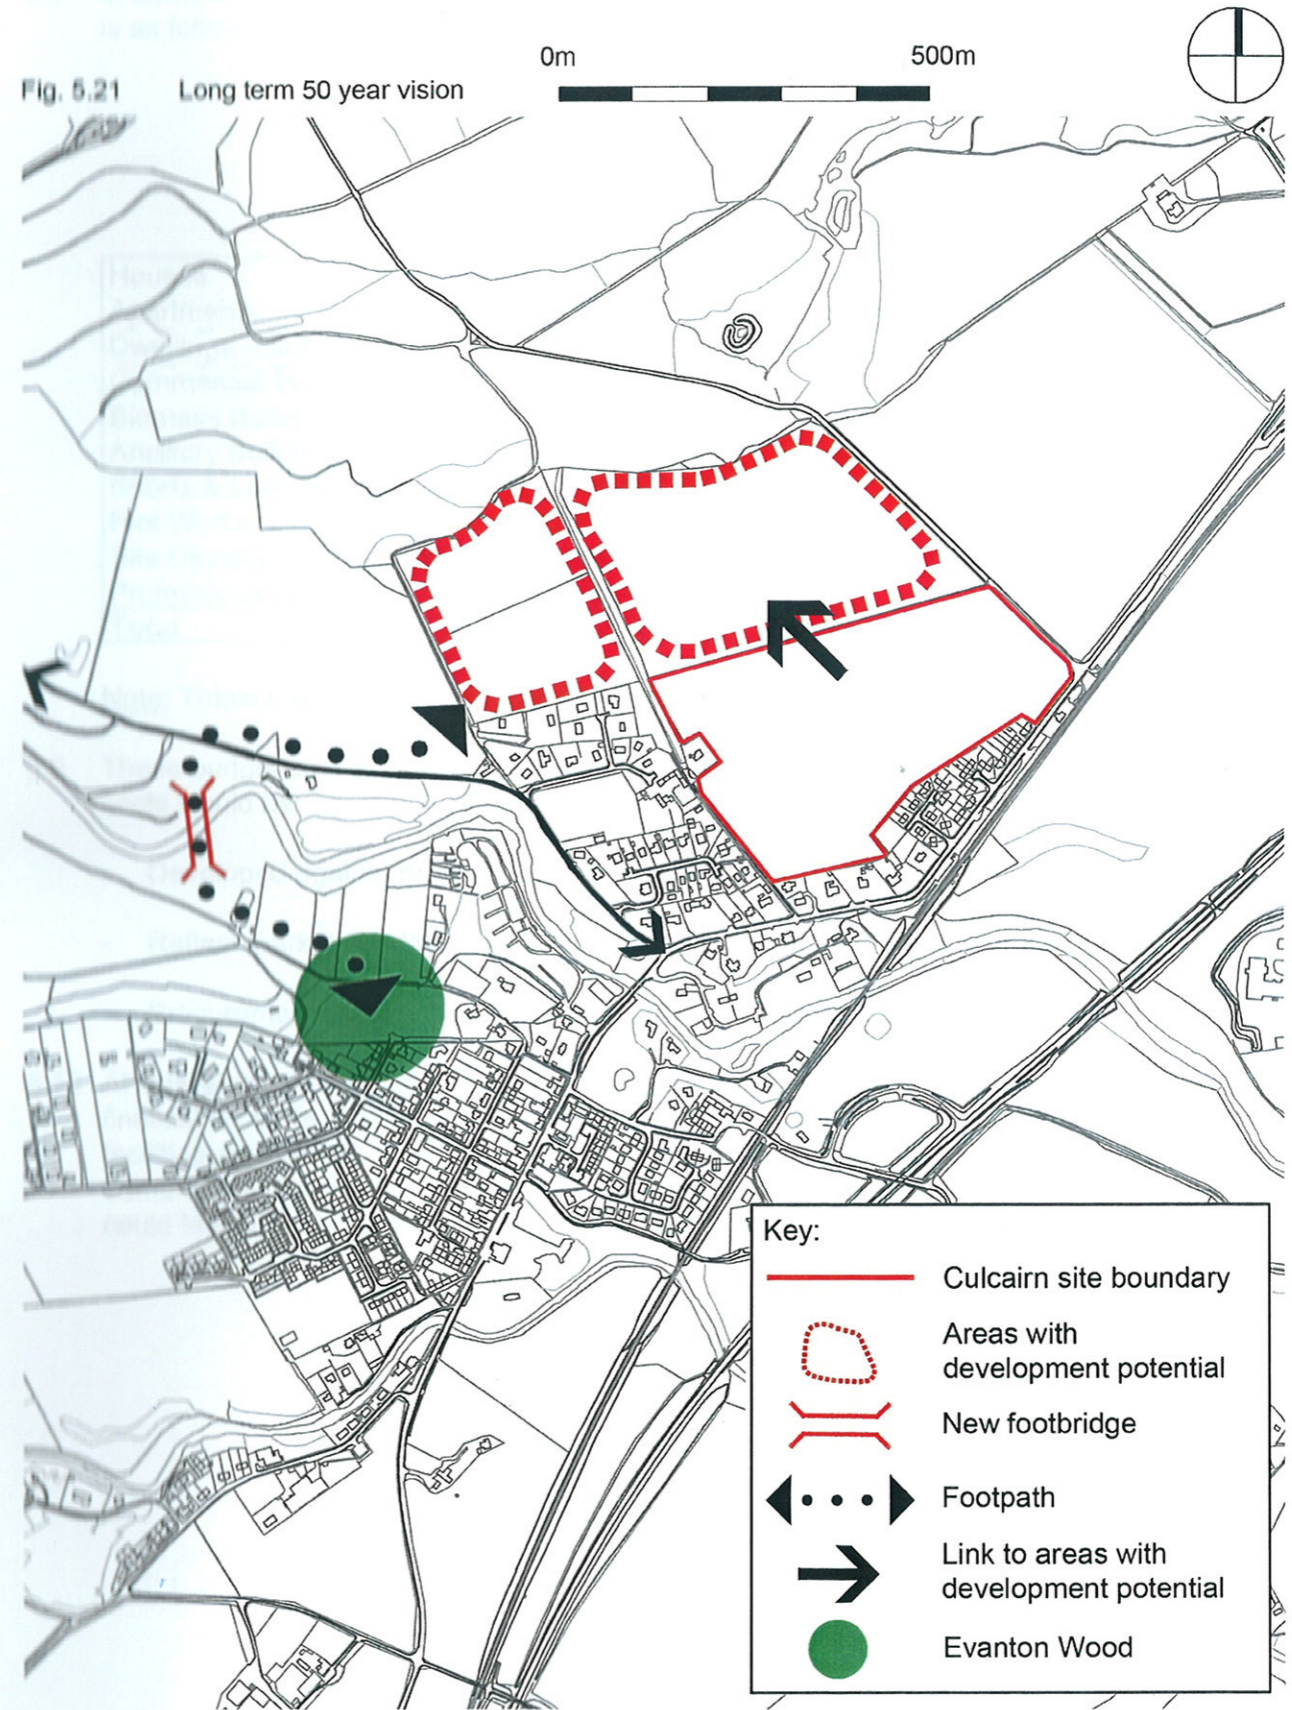 0m 500m
Fig. 5.21 Long term 50 year vision
Key:
Culcairn site boundary
Areas with
development potential
New footbridge
Footpath
Link to areas with
development potential
Evanton Wood